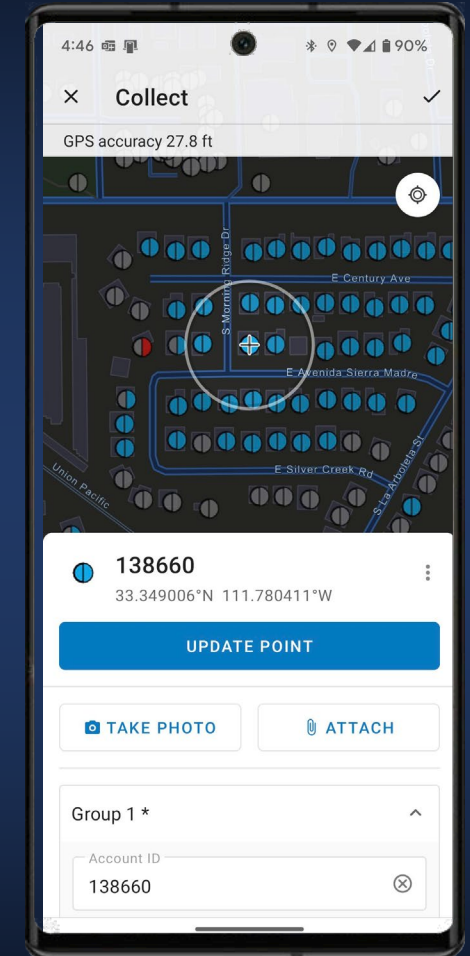 4:46
90%
Collect
GPS accuracy 27.8 ft
S Morning Ridge Dr
E Century Ave
E Avenida Sierra Madre
E Silver Creek Rd
S La Arboleta St
Union Pacific
138660
33.349006°N 111.780411°W
UPDATE POINT
TAKE PHOTO
ATTACH
Group 1 *
Account ID
138660